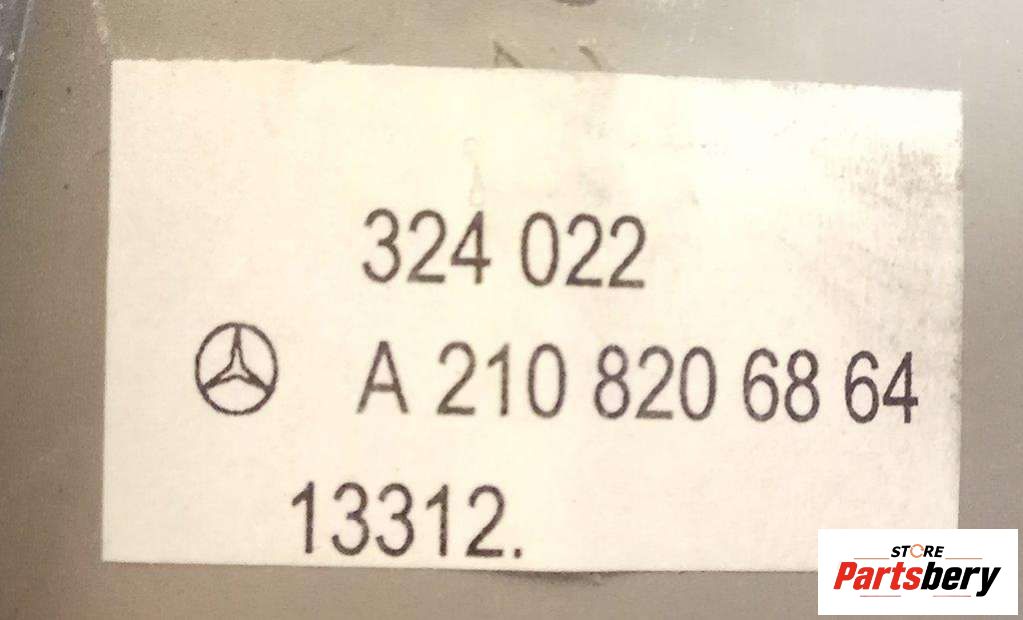 324 022
A 210 820 68 64
13312.
STORE
Partsbery